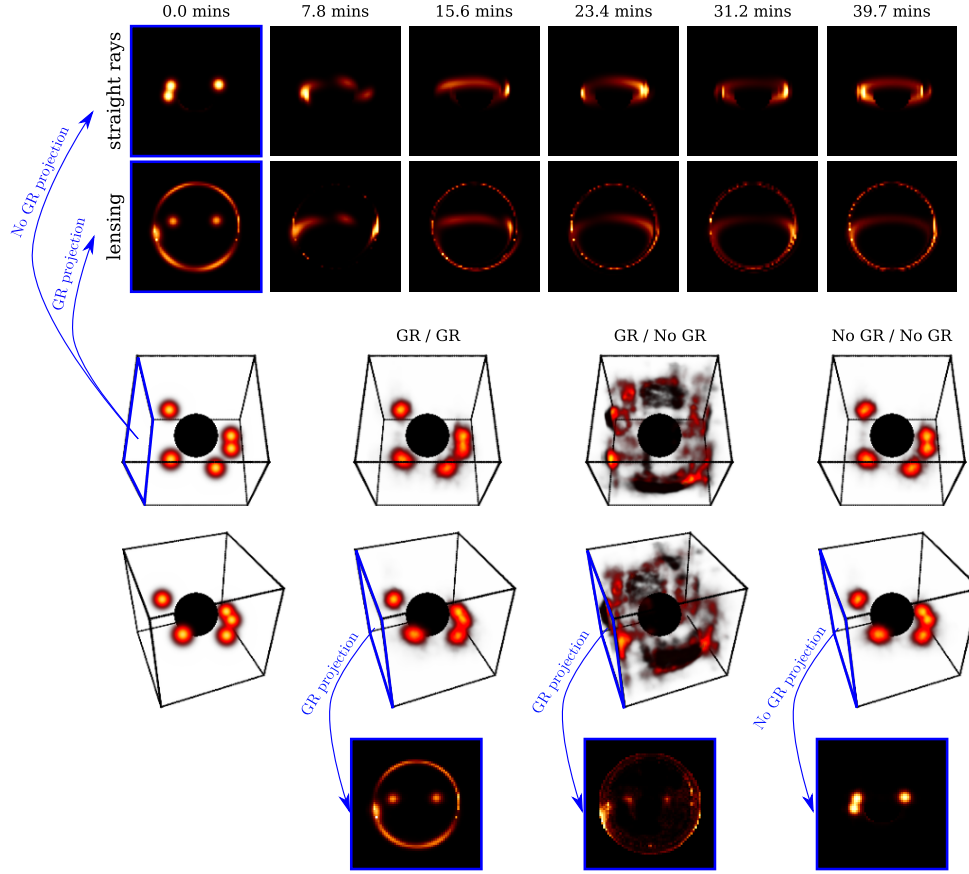 0.0 mins
7.8 mins
15.6 mins
23.4 mins
31.2 mins
39.7 mins
straight rays
No GR projection
lensing
GR projection
GR / GR
GR / No GR
No GR / No GR
GR projection
GR projection
No GR projection